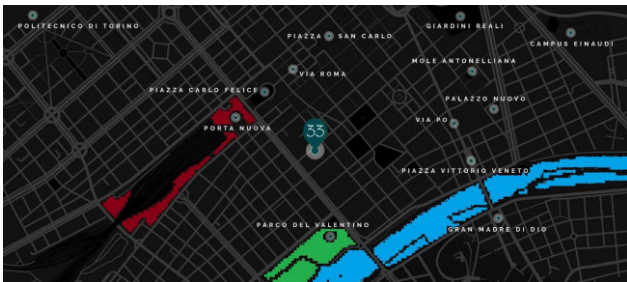 POLITECNICO DI TORINO
GIARDINI REALI
PIAZZA SAN CARLO
CAMPUS EINAUDI
MOLE ANTONELLIANA
VIA ROMA
PIAZZA CARLO FELICE
PALAZZO NUOVO
PORTA NUOVA
VIA PO
33
PIAZZA VITTORIO VENETO
PARCO DEL VALENTINO
GRAN MADRE DI DIO